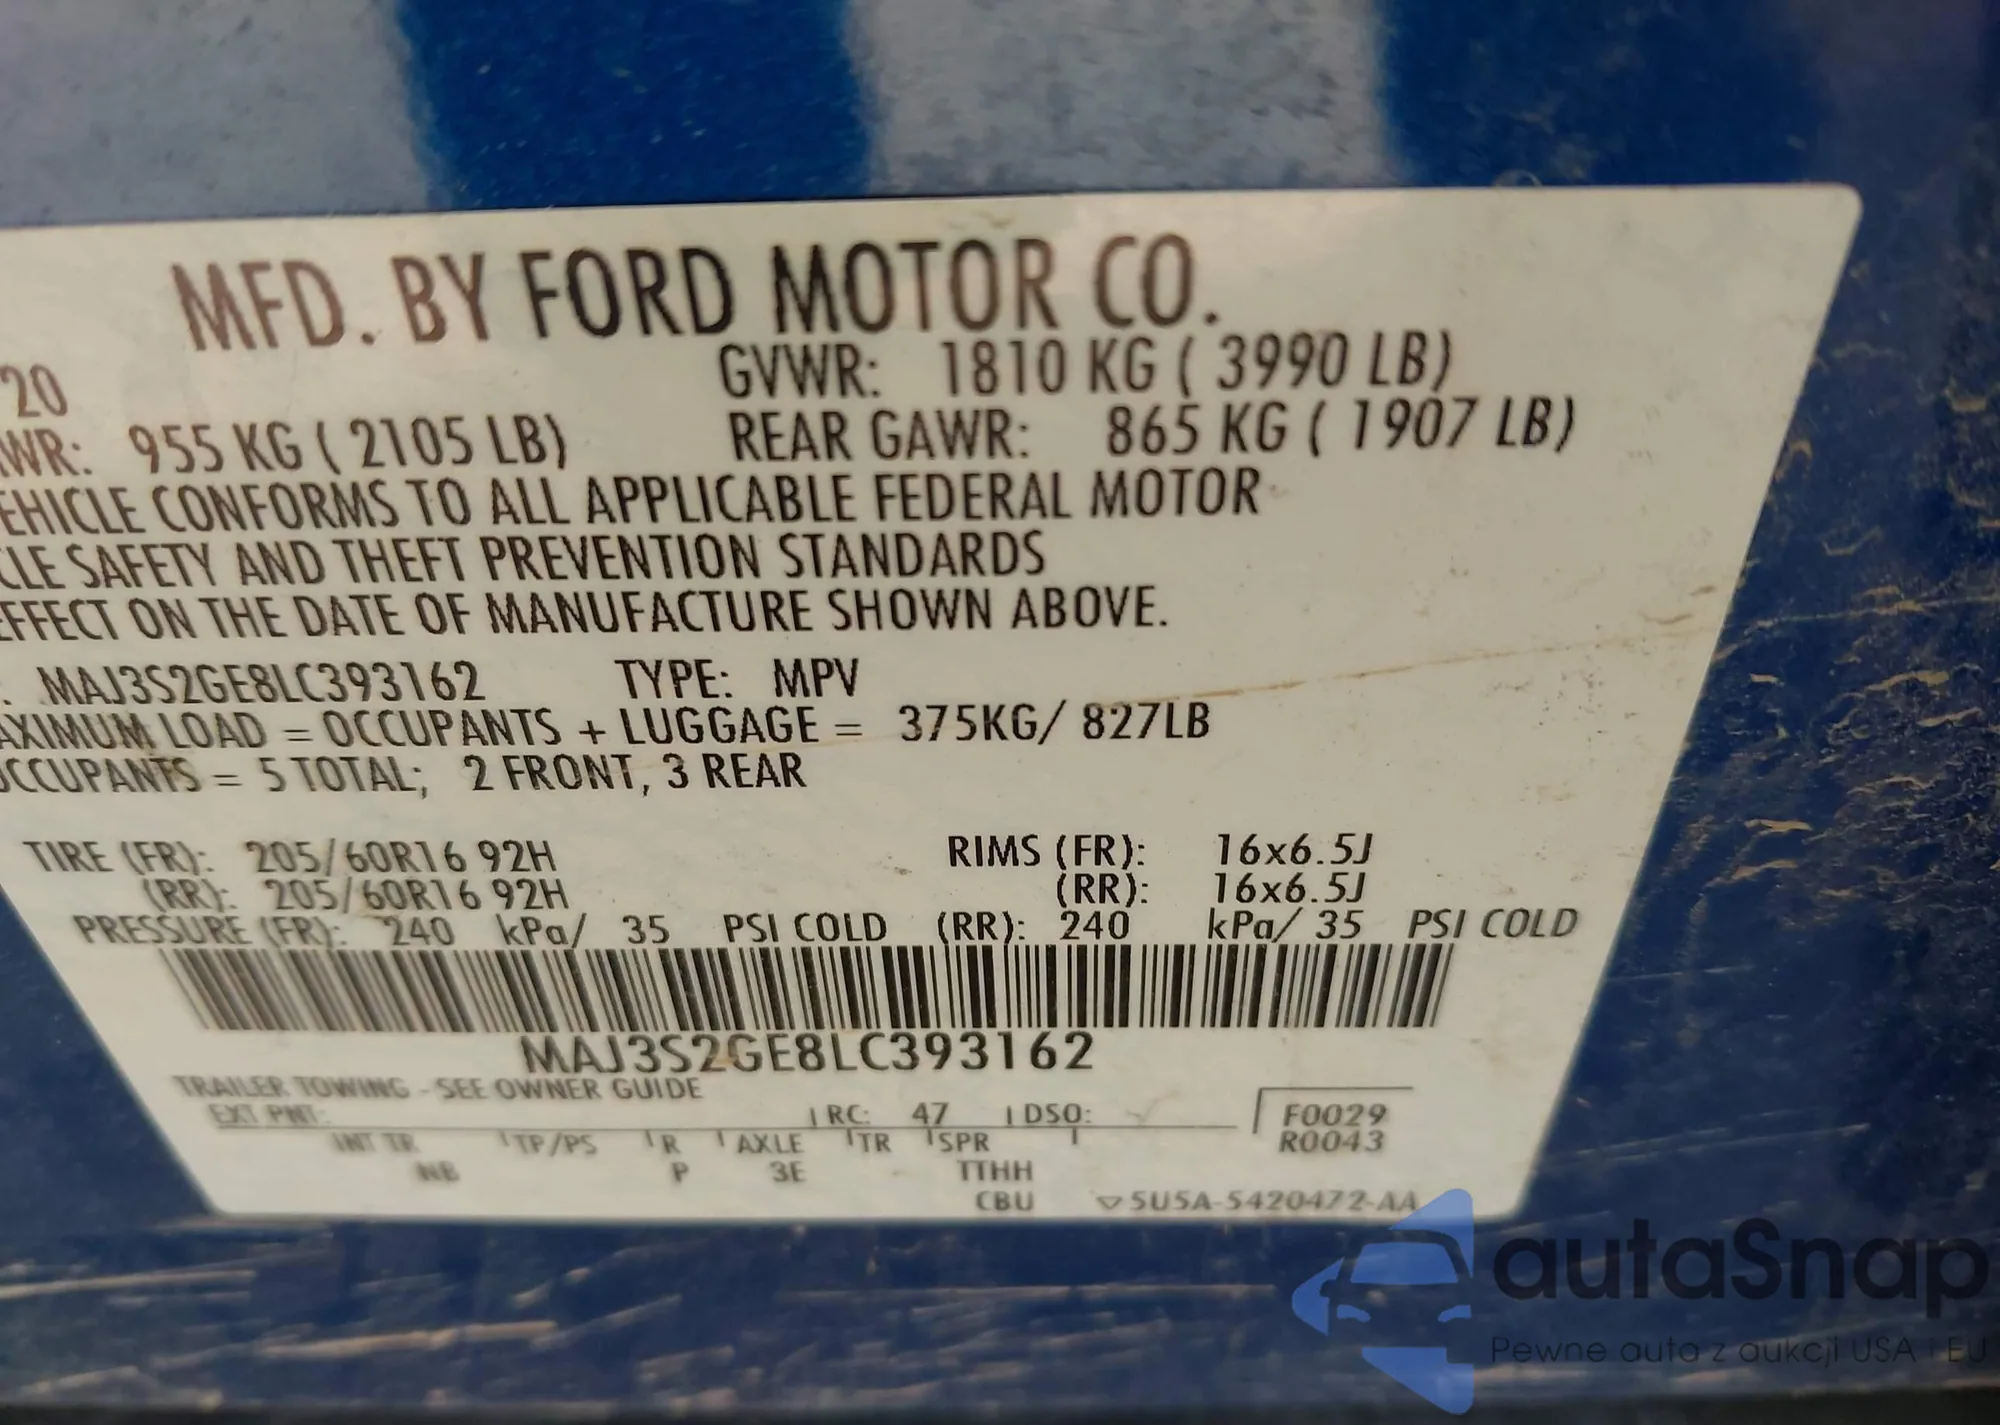 MFD. BY FORD MOTOR CO.
20 GVWR: 1810 KG ( 3990 LB)
WR: 955 KG ( 2105 LB) REAR GAWR: 865 KG ( 1907 LB)
EHICLE CONFORMS TO ALL APPLICABLE FEDERAL MOTOR
CLE SAFETY AND THEFT PREVENTION STANDARDS
EFFECT ON THE DATE OF MANUFACTURE SHOWN ABOVE.
. MAJ3S2GE8LC393162 TYPE: MPV
AXIMUM LOAD = OCCUPANTS + LUGGAGE = 375KG/ 827LB
OCCUPANTS = 5 TOTAL; 2 FRONT, 3 REAR
TIRE (FR): 205/60R16 92H RIMS (FR): 16x6.5J
(RR): 205/60R16 92H (RR): 16x6.5J
PRESSURE (FR): 240 kPa/ 35 PSI COLD (RR): 240 kPa/ 35 PSI COLD
MAJ3S2GE8LC393162
TRAILER TOWING - SEE OWNER GUIDE
EXT PNT: RC: 47 DSO: F0029
INT TR TP/PS R AXLE TR SPR R0043
NB P 3E TTHH
CBU ▽5U5A-5420472-AA
autaSnap
Pewne auta z aukcji USA i EU